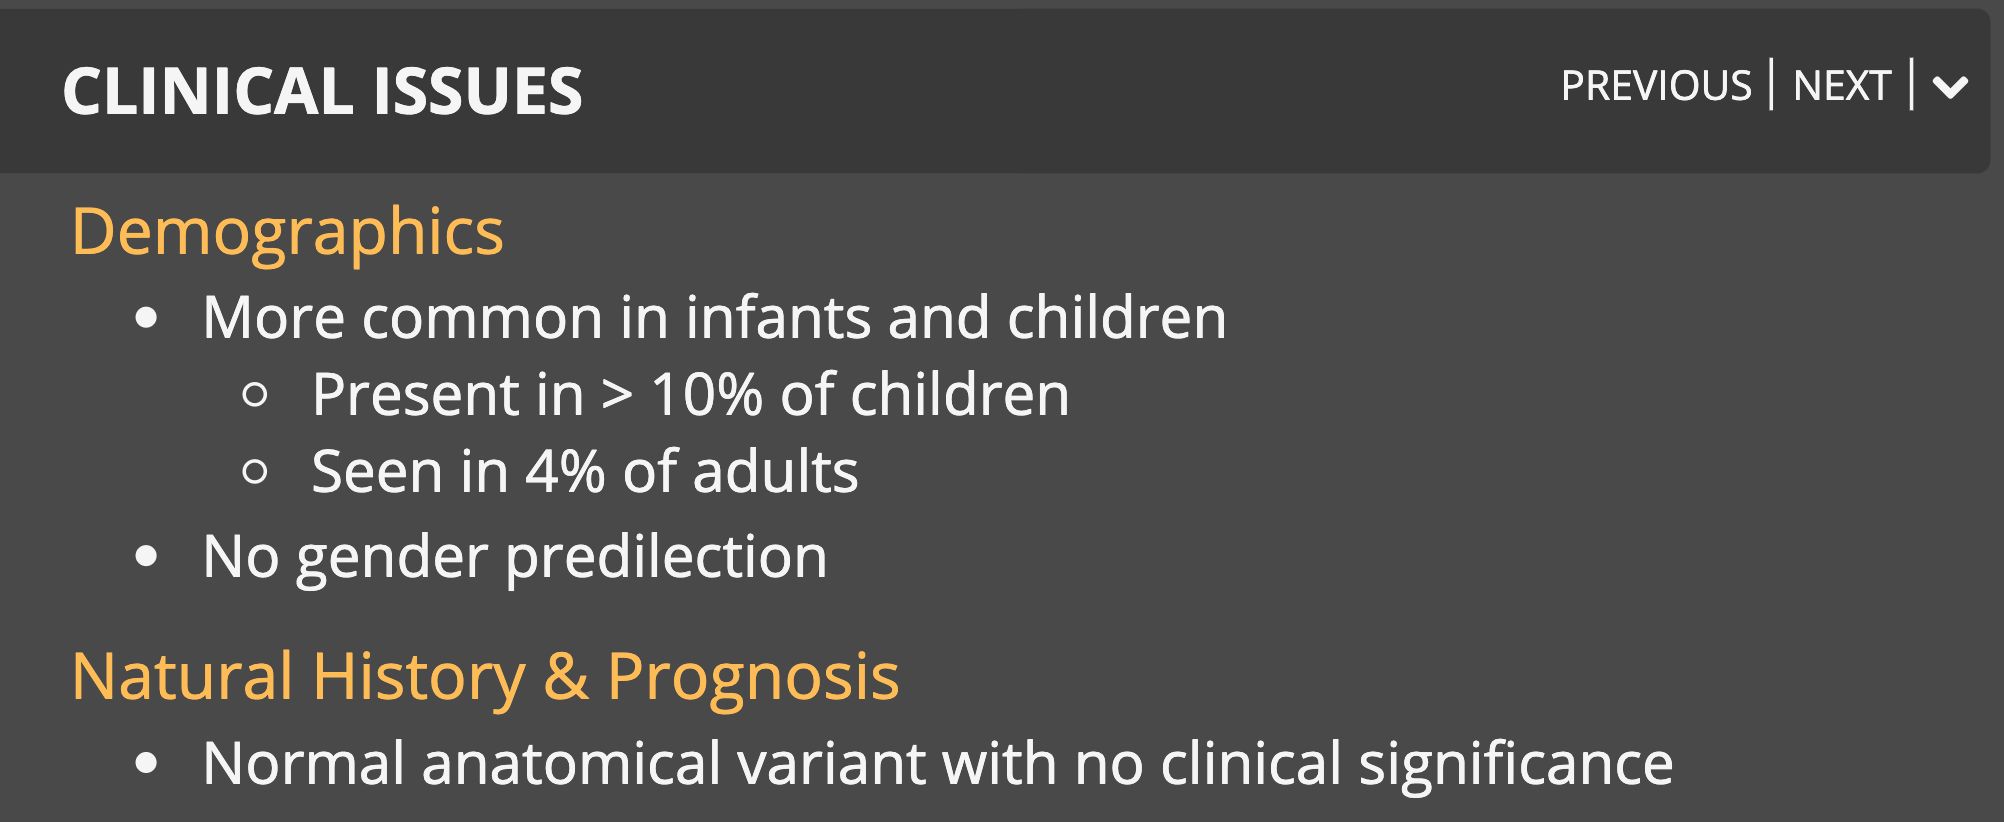 CLINICAL ISSUES
PREVIOUS | NEXT |
Demographics
• More common in infants and children
○ Present in > 10% of children
○ Seen in 4% of adults
• No gender predilection
Natural History & Prognosis
• Normal anatomical variant with no clinical significance